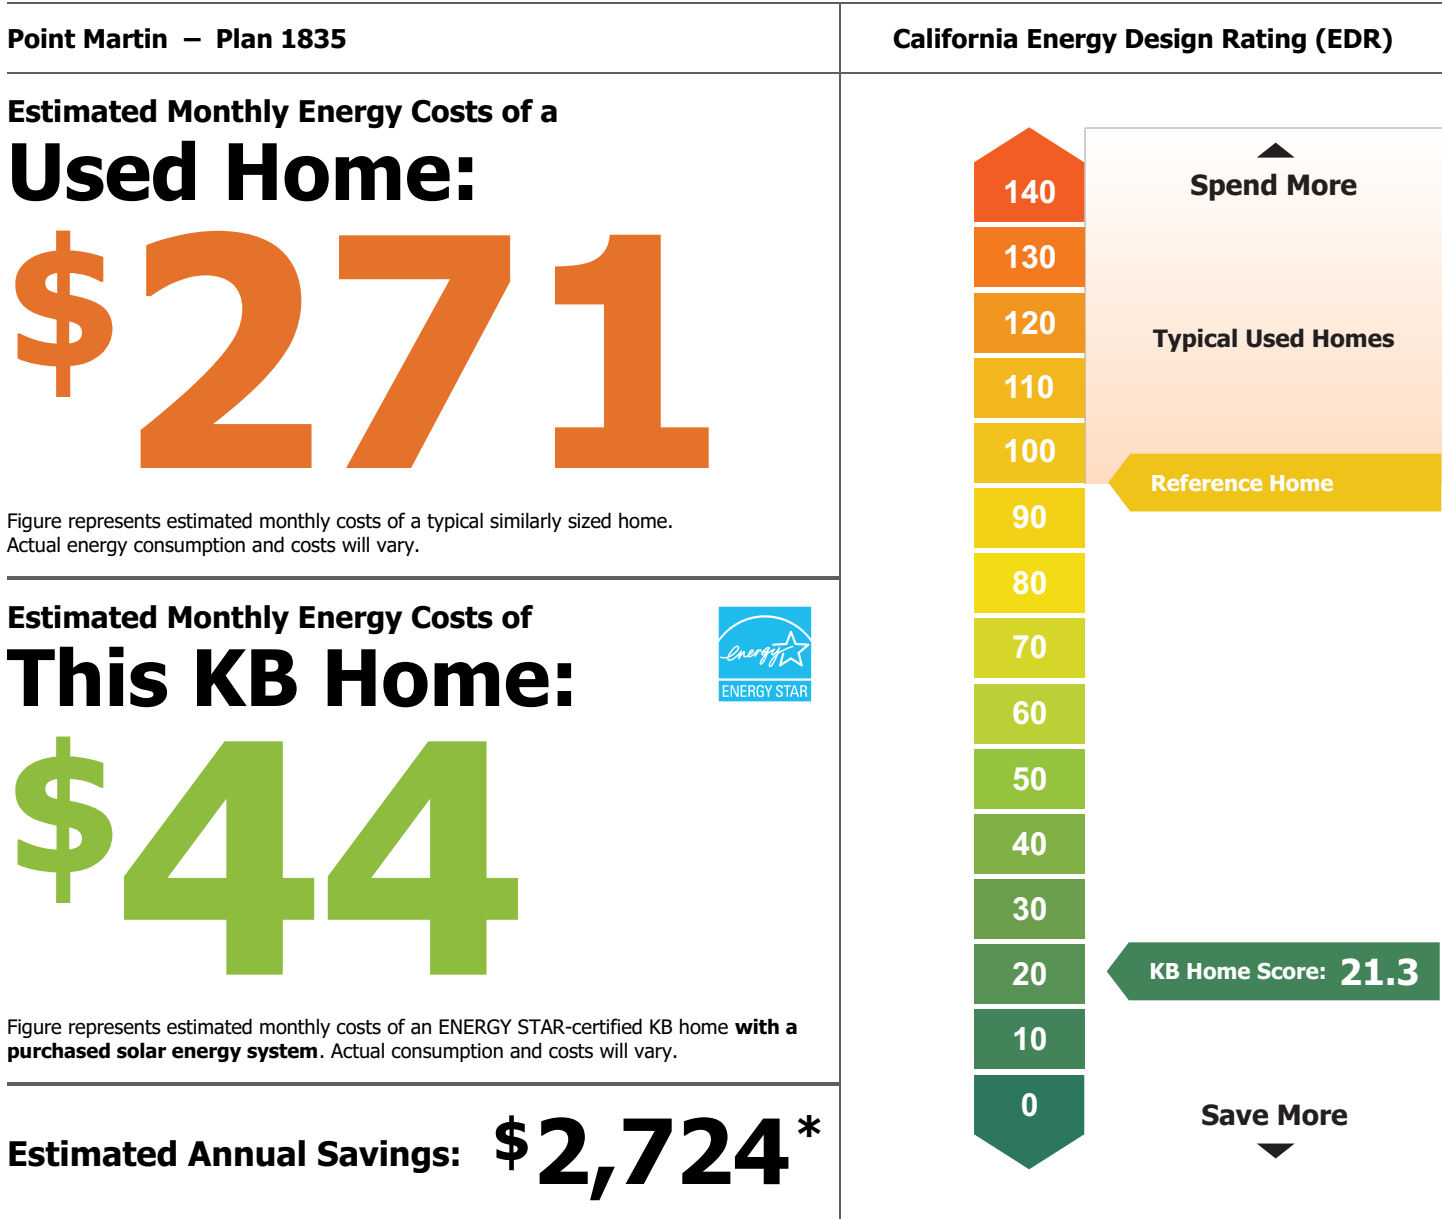 Point Martin – Plan 1835
Estimated Monthly Energy Costs of a
Used Home:
$271
Figure represents estimated monthly costs of a typical similarly sized home.
Actual energy consumption and costs will vary.
Estimated Monthly Energy Costs of
This KB Home:
energy
ENERGY STAR
$44
Figure represents estimated monthly costs of an ENERGY STAR-certified KB home with a
purchased solar energy system. Actual consumption and costs will vary.
Estimated Annual Savings: $2,724*
California Energy Design Rating (EDR)
Spend More
140
130
120
Typical Used Homes
110
100
Reference Home
90
80
70
60
50
40
30
20
KB Home Score: 21.3
10
0
Save More